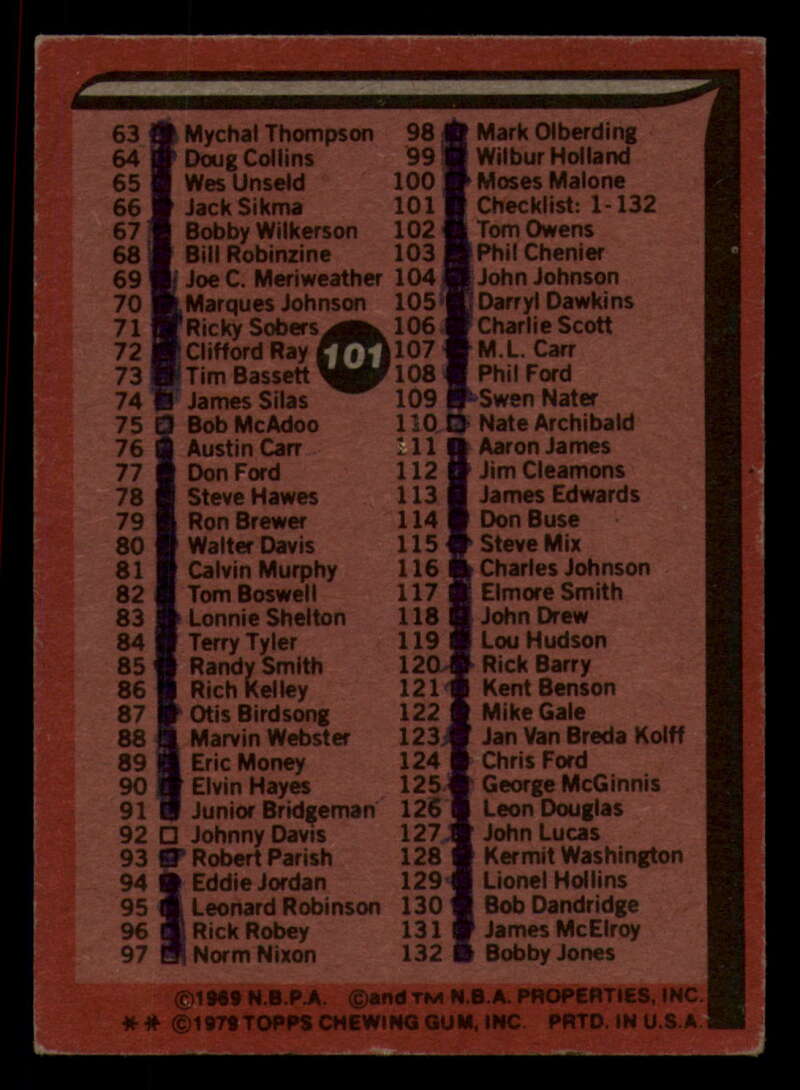 63 Mychal Thompson
64 Doug Collins
65 Wes Unseld
66 Jack Sikma
67 Bobby Wilkerson
68 Bill Robinzine
69 Joe C. Meriweather
70 Marques Johnson
71 Ricky Sobers
72 Clifford Ray
73 Tim Bassett
74 James Silas
75 Bob McAdoo
76 Austin Carr
77 Don Ford
78 Steve Hawes
79 Ron Brewer
80 Walter Davis
81 Calvin Murphy
82 Tom Boswell
83 Lonnie Shelton
84 Terry Tyler
85 Randy Smith
86 Rich Kelley
87 Otis Birdsong
88 Marvin Webster
89 Eric Money
90 Elvin Hayes
91 Junior Bridgeman
92 Johnny Davis
93 Robert Parish
94 Eddie Jordan
95 Leonard Robinson
96 Rick Robey
97 Norm Nixon
101
98 Mark Olberding
99 Wilbur Holland
100 Moses Malone
101 Checklist: 1-132
102 Tom Owens
103 Phil Chenier
104 John Johnson
105 Darryl Dawkins
106 Charlie Scott
107 M.L. Carr
108 Phil Ford
109 Swen Nater
110 Nate Archibald
111 Aaron James
112 Jim Cleamons
113 James Edwards
114 Don Buse
115 Steve Mix
116 Charles Johnson
117 Elmore Smith
118 John Drew
119 Lou Hudson
120 Rick Barry
121 Kent Benson
122 Mike Gale
123 Jan Van Breda Kolff
124 Chris Ford
125 George McGinnis
126 Leon Douglas
127 John Lucas
128 Kermit Washington
129 Lionel Hollins
130 Bob Dandridge
131 James McElroy
132 Bobby Jones
©1969 N.B.P.A. ©and TM N.B.A. PROPERTIES, INC.
** ©1979 TOPPS CHEWING GUM, INC. PRTD. IN U.S.A.